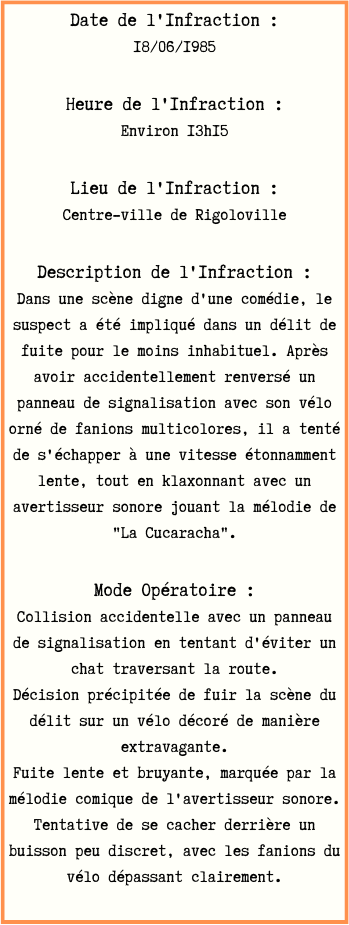 Date de l'Infraction :
I8/06/I985
Heure de l'Infraction :
Environ I3hI5
Lieu de l'Infraction :
Centre-ville de Rigoloville
Description de l'Infraction :
Dans une scène digne d'une comédie, le
suspect a été impliqué dans un délit de
fuite pour le moins inhabituel. Après
avoir accidentellement renversé un
panneau de signalisation avec son vélo
orné de fanions multicolores, il a tenté
de s'échapper à une vitesse étonnamment
lente, tout en klaxonnant avec un
avertisseur sonore jouant la mélodie de
"La Cucaracha".
Mode Opératoire :
Collision accidentelle avec un panneau
de signalisation en tentant d'éviter un
chat traversant la route.
Décision précipitée de fuir la scène du
délit sur un vélo décoré de manière
extravagante.
Fuite lente et bruyante, marquée par la
mélodie comique de l'avertisseur sonore.
Tentative de se cacher derrière un
buisson peu discret, avec les fanions du
vélo dépassant clairement.